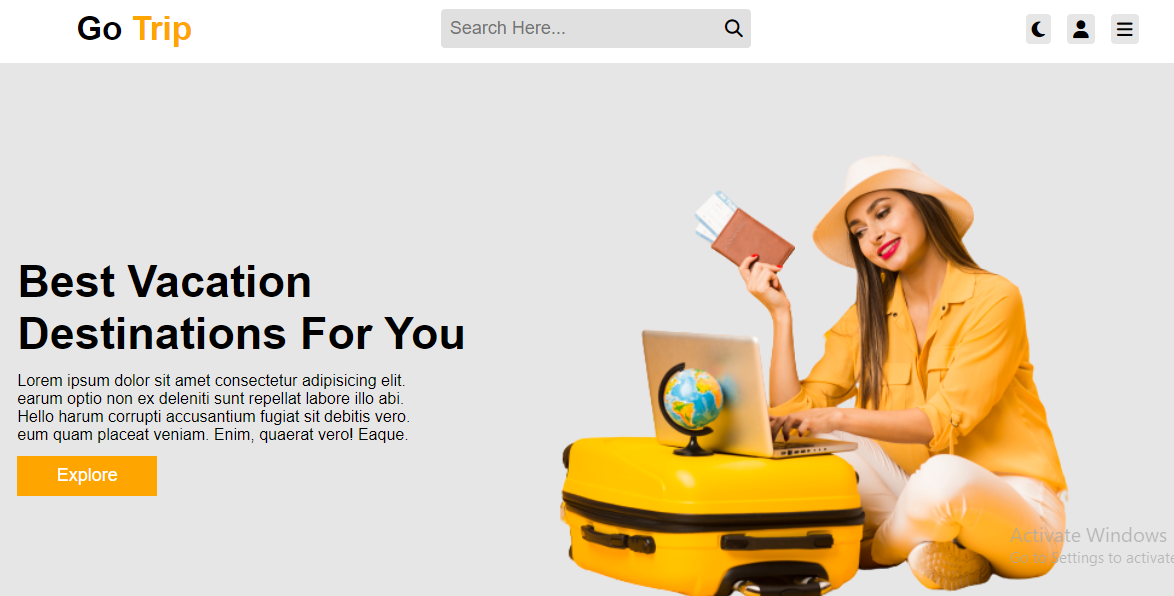 Go Trip
Search Here...
Best Vacation
Destinations For You
Lorem ipsum dolor sit amet consectetur adipisicing elit.
earum optio non ex deleniti sunt repellat labore illo abi.
Hello harum corrupti accusantium fugiat sit debitis vero.
eum quam placeat veniam. Enim, quaerat vero! Eaque.
Explore
Activate Windows
Go to Settings to activate